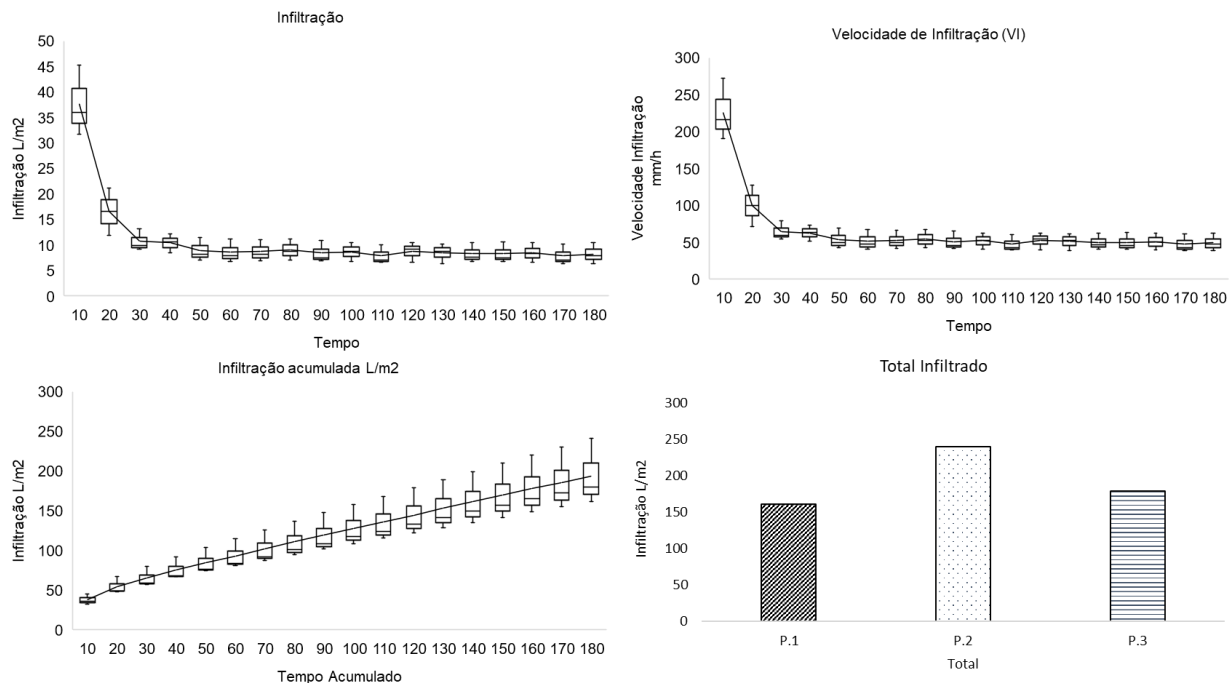 Infiltração
Infiltração L/m2
50
45
40
35
30
25
20
15
10
5
0
10 20 30 40 50 60 70 80 90 100 110 120 130 140 150 160 170 180
Tempo
Velocidade de Infiltração (VI)
Velocidade Infiltração
mm/h
300
250
200
150
100
50
0
10 20 30 40 50 60 70 80 90 100 110 120 130 140 150 160 170 180
Tempo
Infiltração acumulada L/m2
Infiltração L/m2
300
250
200
150
100
50
0
10 20 30 40 50 60 70 80 90 100 110 120 130 140 150 160 170 180
Tempo Acumulado
Total Infiltrado
Infiltração L/m2
300
250
200
150
100
50
0
P.1 P.2 P.3
Total